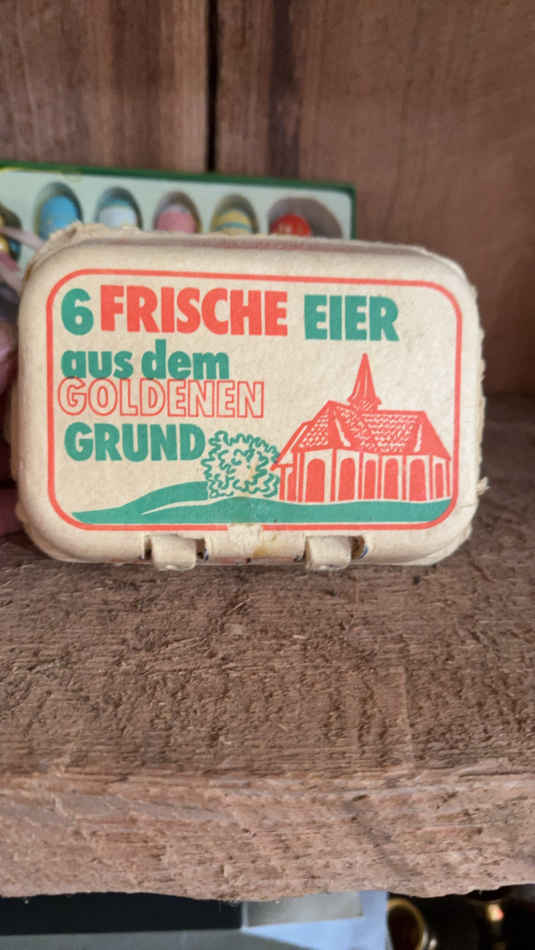 6 FRISCHE EIER
aus dem
GOLDENEN
GRUND